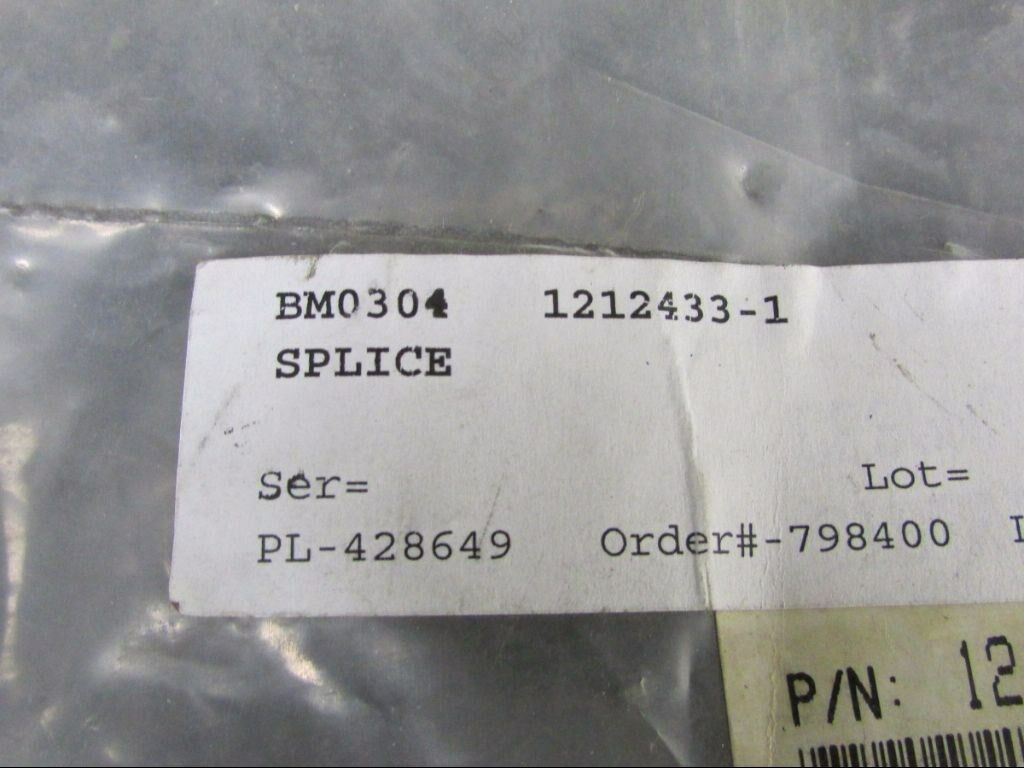 BM0304 1212433-1
SPLICE
Ser= Lot=
PL-428649 Order#-798400
P/N: 12